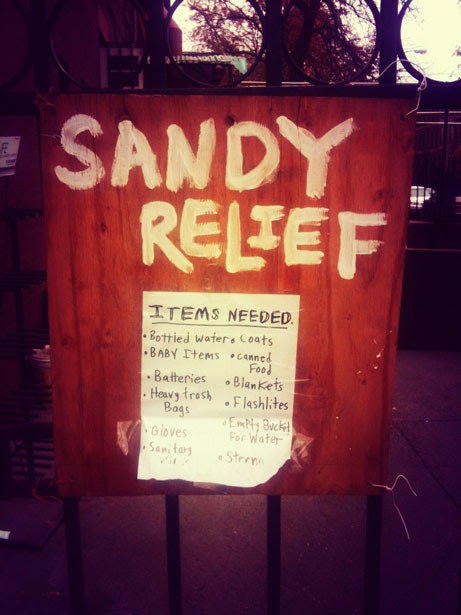 SANDY
RELIEF
ITEMS NEEDED.
• Bottled water
• BABY Items
• Batteries
• Heavy trash
Bags
• Gloves
• Sanitary
• Coats
• canned
Food
• Blankets
• Flashlites
• Empty Bucket
For Water